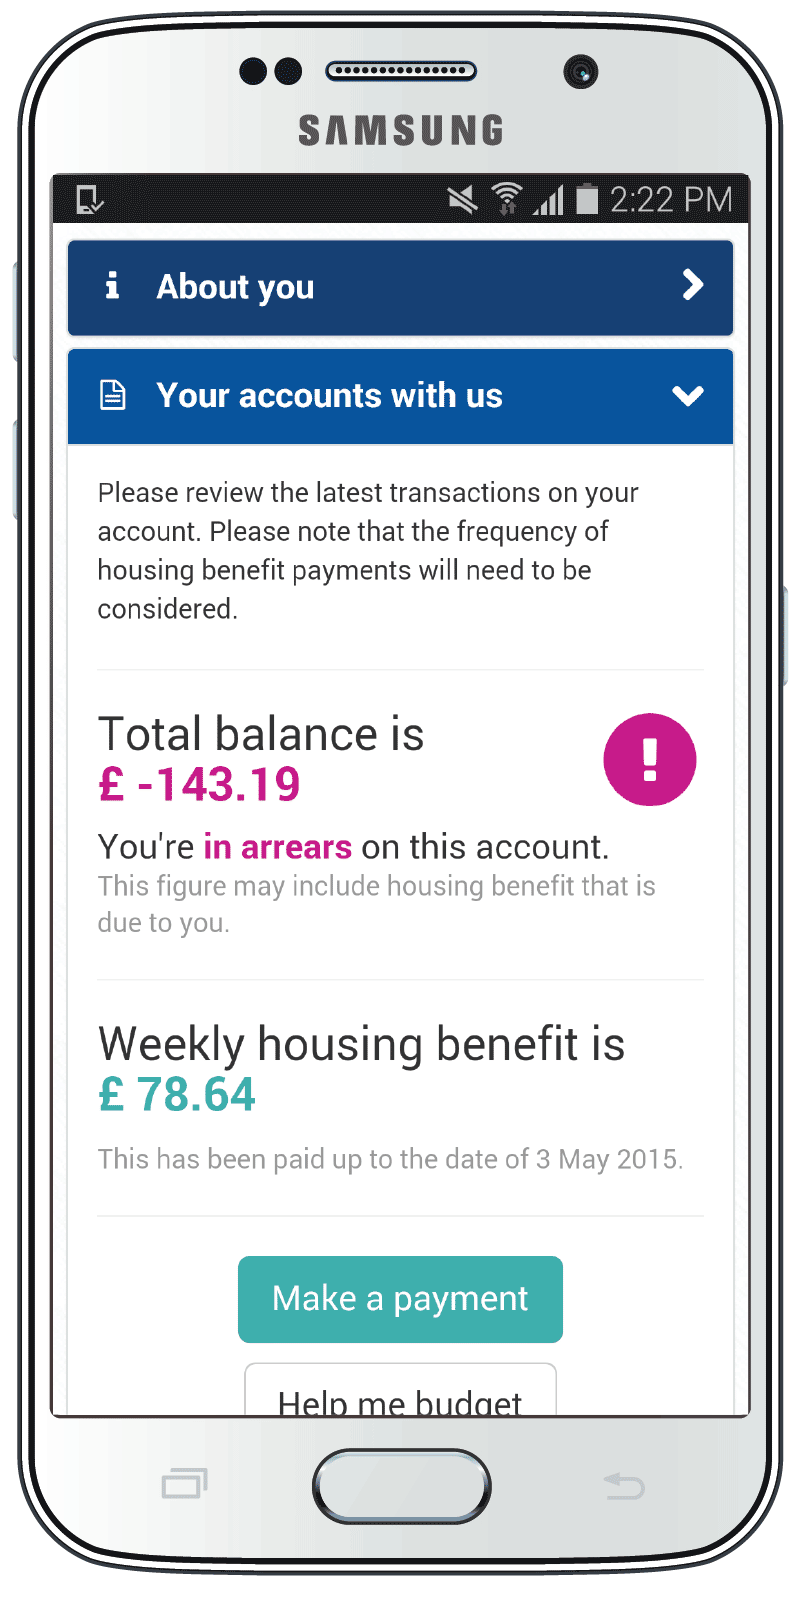 SAMSUNG
2:22 PM
About you
Your accounts with us
Please review the latest transactions on your
account. Please note that the frequency of
housing benefit payments will need to be
considered.
Total balance is
£ -143.19
You're in arrears on this account.
This figure may include housing benefit that is
due to you.
Weekly housing benefit is
£ 78.64
This has been paid up to the date of 3 May 2015.
Make a payment
Help me budget